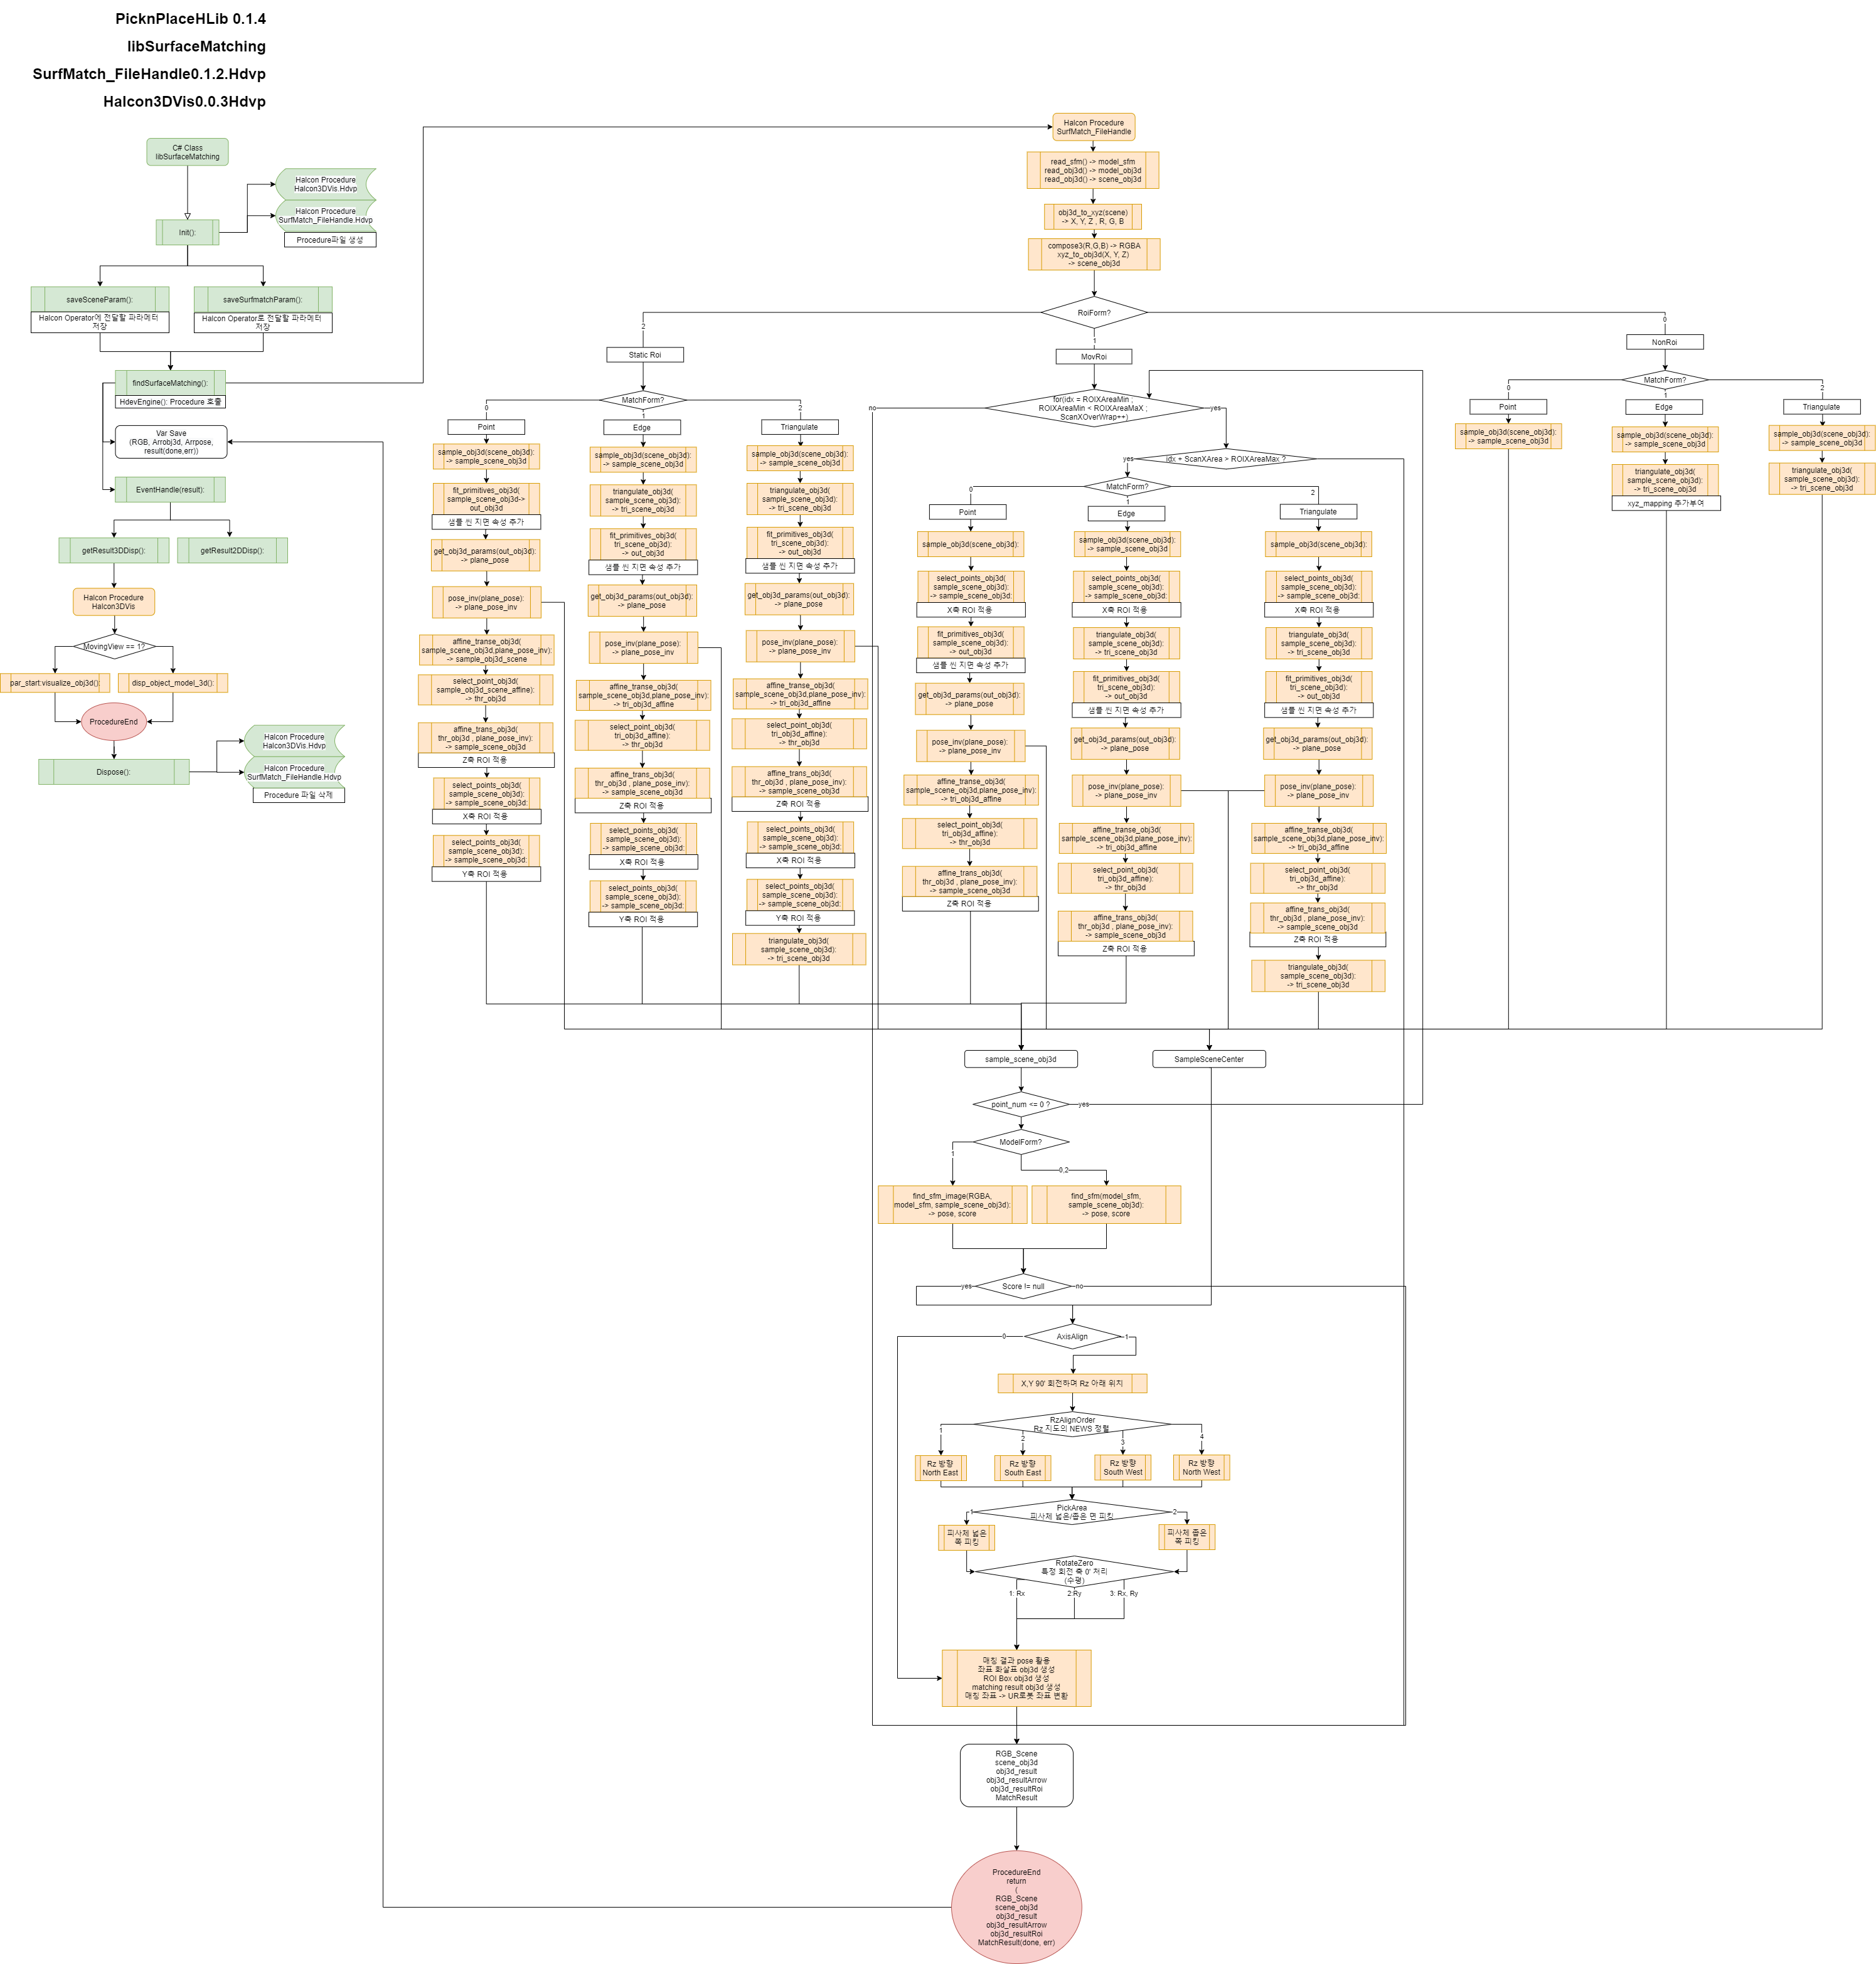 PicknPlaceHLib 0.1.4
libSurfaceMatching
SurfMatch_FileHandle0.1.2.Hdvp
Halcon3DVis0.0.3Hdvp
C# Class
libSurfaceMatching
Halcon Procedure
Halcon3DVis.Hdvp
Halcon Procedure
SurfMatch_FileHandle.Hdvp
Procedure파일 생성
Init():
saveSceneParam():
Halcon Operator에 전달할 파라메터
저장
saveSurfmatchParam():
Halcon Operator로 전달할 파라메터
저장
findSurfaceMatching():
HdevEngine(): Procedure 호출
Var Save
(RGB, Arrobj3d, Arrpose,
result(done,err))
EventHandle(result):
getResult3DDisp():
getResult2DDisp():
Halcon Procedure
Halcon3DVis
MovingView == 1?
par_start:visualize_obj3d():
disp_object_model_3d():
ProcedureEnd
Halcon Procedure
Halcon3DVis.Hdvp
Halcon Procedure
SurfMatch_FileHandle.Hdvp
Procedure 파일 삭제
Dispose():
Halcon Procedure
SurfMatch_FileHandle
read_sfm() -> model_sfm
read_obj3d() -> model_obj3d
read_obj3d() -> scene_obj3d
obj3d_to_xyz(scene)
-> X, Y, Z , R, G, B
compose3(R,G,B) -> RGBA
xyz_to_obj3d(X, Y, Z)
-> scene_obj3d
RoiForm?
2
1
0
Static Roi
MatchForm?
0
1
2
Point
sample_obj3d(scene_obj3d):
-> sample_scene_obj3d
fit_primitives_obj3d(
sample_scene_obj3d->
out_obj3d
샘플 씬 지면 속성 추가
get_obj3d_params(out_obj3d):
-> plane_pose
pose_inv(plane_pose):
-> plane_pose_inv
affine_transe_obj3d(
sample_scene_obj3d,plane_pose_inv):
-> sample_obj3d_scene
select_point_obj3d(
sample_obj3d_scene_affine):
-> thr_obj3d
affine_trans_obj3d(
thr_obj3d , plane_pose_inv):
-> sample_scene_obj3d
Z축 ROI 적용
select_points_obj3d(
sample_scene_obj3d):
-> sample_scene_obj3d:
X축 ROI 적용
select_points_obj3d(
sample_scene_obj3d):
-> sample_scene_obj3d:
Y축 ROI 적용
Edge
sample_obj3d(scene_obj3d):
-> sample_scene_obj3d
triangulate_obj3d(
sample_scene_obj3d):
-> tri_scene_obj3d
fit_primitives_obj3d(
tri_scene_obj3d):
-> out_obj3d
샘플 씬 지면 속성 추가
get_obj3d_params(out_obj3d):
-> plane_pose
pose_inv(plane_pose):
-> plane_pose_inv
affine_transe_obj3d(
sample_scene_obj3d,plane_pose_inv):
-> tri_obj3d_affine
select_point_obj3d(
tri_obj3d_affine):
-> thr_obj3d
affine_trans_obj3d(
thr_obj3d , plane_pose_inv):
-> sample_scene_obj3d
Z축 ROI 적용
select_points_obj3d(
sample_scene_obj3d):
-> sample_scene_obj3d:
X축 ROI 적용
select_points_obj3d(
sample_scene_obj3d):
-> sample_scene_obj3d:
Y축 ROI 적용
Triangulate
sample_obj3d(scene_obj3d):
-> sample_scene_obj3d
triangulate_obj3d(
sample_scene_obj3d):
-> tri_scene_obj3d
fit_primitives_obj3d(
tri_scene_obj3d):
-> out_obj3d
샘플 씬 지면 속성 추가
get_obj3d_params(out_obj3d):
-> plane_pose
pose_inv(plane_pose):
-> plane_pose_inv
affine_transe_obj3d(
sample_scene_obj3d,plane_pose_inv):
-> tri_obj3d_affine
select_point_obj3d(
tri_obj3d_affine):
-> thr_obj3d
affine_trans_obj3d(
thr_obj3d , plane_pose_inv):
-> sample_scene_obj3d
Z축 ROI 적용
select_points_obj3d(
sample_scene_obj3d):
-> sample_scene_obj3d:
X축 ROI 적용
select_points_obj3d(
sample_scene_obj3d):
-> sample_scene_obj3d:
Y축 ROI 적용
triangulate_obj3d(
sample_scene_obj3d):
-> tri_scene_obj3d
MovRoi
for(idx = ROIXAreaMin ;
ROIXAreaMin < ROIXAreaMaX ;
ScanXOverWrap++)
no
yes
idx + ScanXArea > ROIXAreaMax ?
yes
MatchForm?
0
1
2
Point
sample_obj3d(scene_obj3d):
select_points_obj3d(
sample_scene_obj3d):
-> sample_scene_obj3d:
X축 ROI 적용
fit_primitives_obj3d(
sample_scene_obj3d):
-> out_obj3d
샘플 씬 지면 속성 추가
get_obj3d_params(out_obj3d):
-> plane_pose
pose_inv(plane_pose):
-> plane_pose_inv
affine_transe_obj3d(
sample_scene_obj3d,plane_pose_inv):
-> tri_obj3d_affine
select_point_obj3d(
tri_obj3d_affine):
-> thr_obj3d
affine_trans_obj3d(
thr_obj3d , plane_pose_inv):
-> sample_scene_obj3d
Z축 ROI 적용
Edge
sample_obj3d(scene_obj3d):
-> sample_scene_obj3d
select_points_obj3d(
sample_scene_obj3d):
-> sample_scene_obj3d:
X축 ROI 적용
triangulate_obj3d(
sample_scene_obj3d):
-> tri_scene_obj3d
fit_primitives_obj3d(
tri_scene_obj3d):
-> out_obj3d
샘플 씬 지면 속성 추가
get_obj3d_params(out_obj3d):
-> plane_pose
pose_inv(plane_pose):
-> plane_pose_inv
affine_transe_obj3d(
sample_scene_obj3d,plane_pose_inv):
-> tri_obj3d_affine
select_point_obj3d(
tri_obj3d_affine):
-> thr_obj3d
affine_trans_obj3d(
thr_obj3d , plane_pose_inv):
-> sample_scene_obj3d
Z축 ROI 적용
Triangulate
sample_obj3d(scene_obj3d):
select_points_obj3d(
sample_scene_obj3d):
-> sample_scene_obj3d:
X축 ROI 적용
triangulate_obj3d(
sample_scene_obj3d):
-> tri_scene_obj3d
fit_primitives_obj3d(
tri_scene_obj3d):
-> out_obj3d
샘플 씬 지면 속성 추가
get_obj3d_params(out_obj3d):
-> plane_pose
pose_inv(plane_pose):
-> plane_pose_inv
affine_transe_obj3d(
sample_scene_obj3d,plane_pose_inv):
-> tri_obj3d_affine
select_point_obj3d(
tri_obj3d_affine):
-> thr_obj3d
affine_trans_obj3d(
thr_obj3d , plane_pose_inv):
-> sample_scene_obj3d
Z축 ROI 적용
triangulate_obj3d(
sample_scene_obj3d):
-> tri_scene_obj3d
NonRoi
MatchForm?
0
1
2
Point
sample_obj3d(scene_obj3d):
-> sample_scene_obj3d
Edge
sample_obj3d(scene_obj3d):
-> sample_scene_obj3d
triangulate_obj3d(
sample_scene_obj3d):
-> tri_scene_obj3d
xyz_mapping 추가부여
Triangulate
sample_obj3d(scene_obj3d):
-> sample_scene_obj3d
triangulate_obj3d(
sample_scene_obj3d):
-> tri_scene_obj3d
sample_scene_obj3d
SampleSceneCenter
point_num <= 0 ?
yes
ModelForm?
1
0,2
find_sfm_image(RGBA,
model_sfm, sample_scene_obj3d):
-> pose, score
find_sfm(model_sfm,
sample_scene_obj3d):
-> pose, score
yes
Score != null
no
0
AxisAlign
1
X,Y 90' 회전하며 Rz 아래 위치
RzAlignOrder
Rz 지도의 NEWS 정렬
1
2
3
4
Rz 방향
North East
Rz 방향
South East
Rz 방향
South West
Rz 방향
North West
PickArea
피사체 넓은/좁은 면 피킹
1
2
피사체 넓은
쪽 피킹
피사체 좁은
쪽 피킹
RotateZero
특정 회전 축 0' 처리
(수평)
1: Rx
2:Ry
3: Rx, Ry
매칭 결과 pose 활용
좌표 화살표 obj3d 생성
ROI Box obj3d 생성
matching result obj3d 생성
매칭 좌표 -> UR로봇 좌표 변환
RGB_Scene
scene_obj3d
obj3d_result
obj3d_resultArrow
obj3d_resultRoi
MatchResult
ProcedureEnd
return
(
RGB_Scene
scene_obj3d
obj3d_result
obj3d_resultArrow
obj3d_resultRoi
MatchResult(done, err)